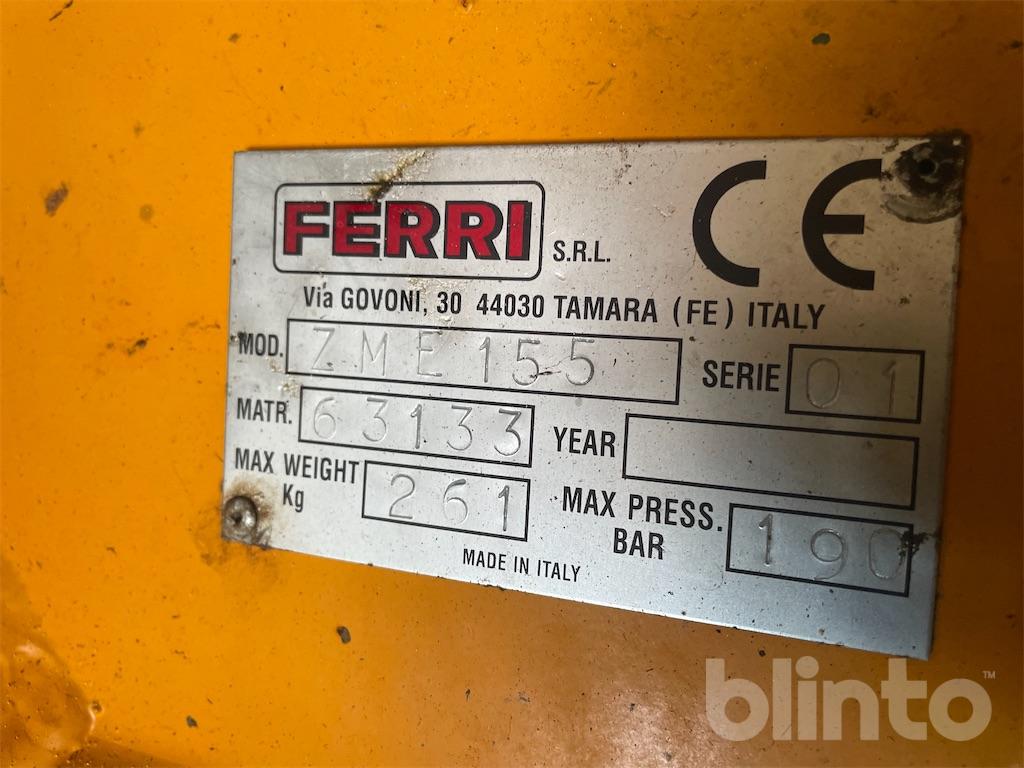 FERRI S.R.L. CE
Via GOVONI, 30 44030 TAMARA (FE) ITALY
MOD. ZME 155 SERIE 01
MATR. 63133 YEAR
MAX WEIGHT Kg 261 MAX PRESS. BAR 190
MADE IN ITALY
blinto™